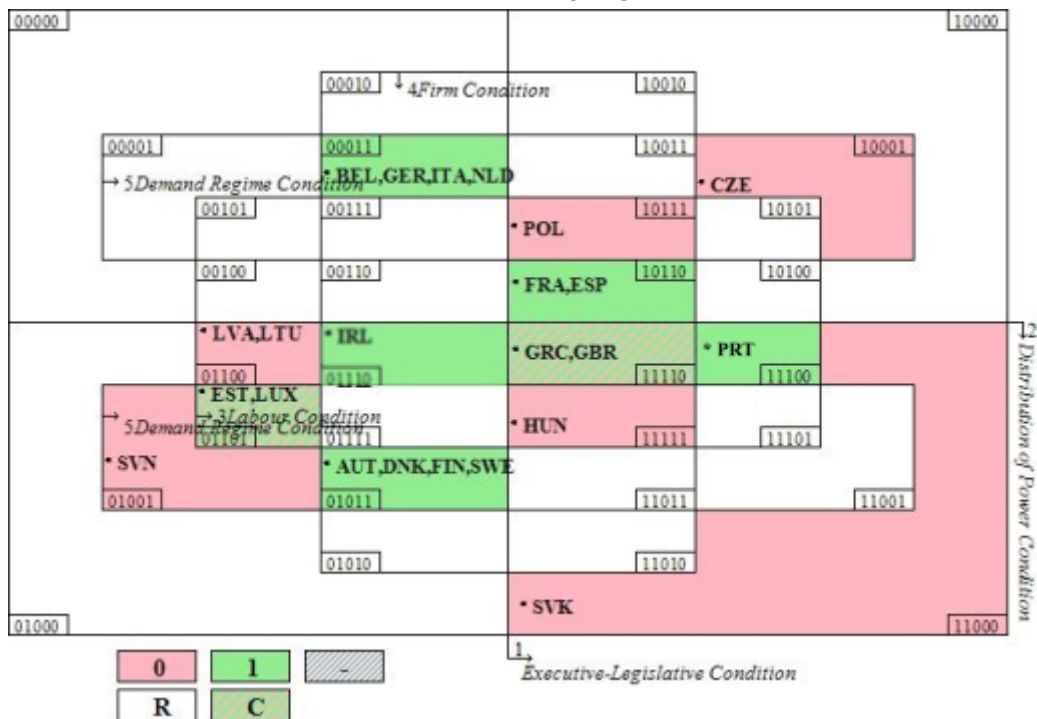 00000 10000
00010 4Firm Condition 10010
00001 00011 10011 10001
5Demand Regime Condition BEL,GER,ITA,NLD CZE
00101 00111 10111 10101
POL
00100 00110 10110 10100
FRA,ESP
2
LVA,LTU IRL GRC,GBR PRT
01100 01110 11110 11100
EST,LUX
3Labour Condition
5Demand Regime Condition HUN
01101 01111 11111 11101
SVN AUT,DNK,FIN,SWE
01001 01011 11011 11001
01010 11010
Distribution of Power Condition
SVK
01000 11000
1
Executive-Legislative Condition
0 1 -
R C